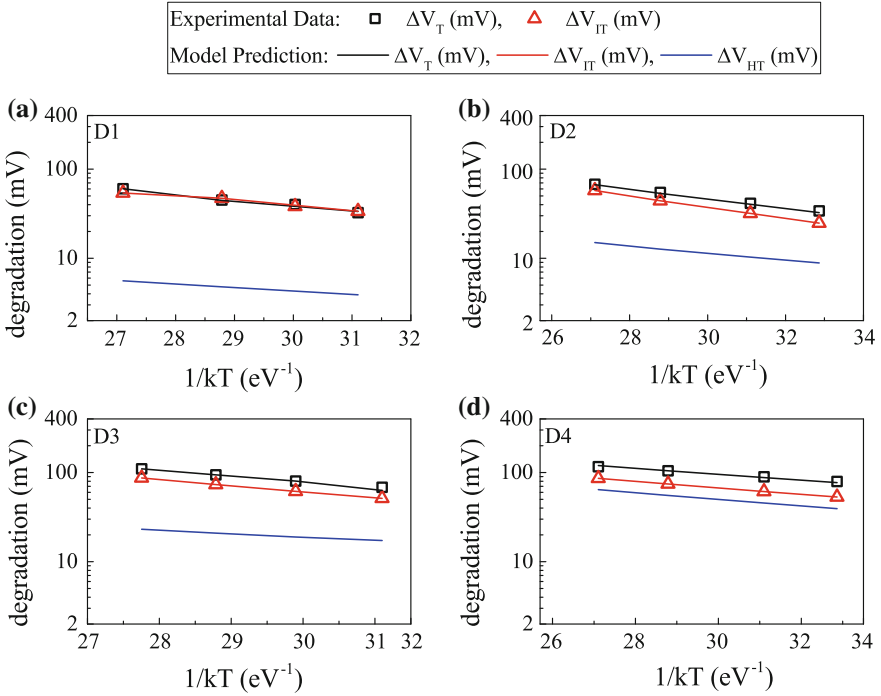 Experimental Data: ΔV_T (mV), ΔV_IT (mV)
Model Prediction: ΔV_T (mV), ΔV_IT (mV), ΔV_HT (mV)
(a)
D1
degradation (mV)
400
100
10
2
27 28 29 30 31 32
1/kT (eV⁻¹)
(b)
D2
degradation (mV)
400
100
10
2
26 28 30 32 34
1/kT (eV⁻¹)
(c)
D3
degradation (mV)
400
100
10
2
27 28 29 30 31
1/kT (eV⁻¹)
(d)
D4
degradation (mV)
400
100
10
2
26 28 30 32 34
1/kT (eV⁻¹)